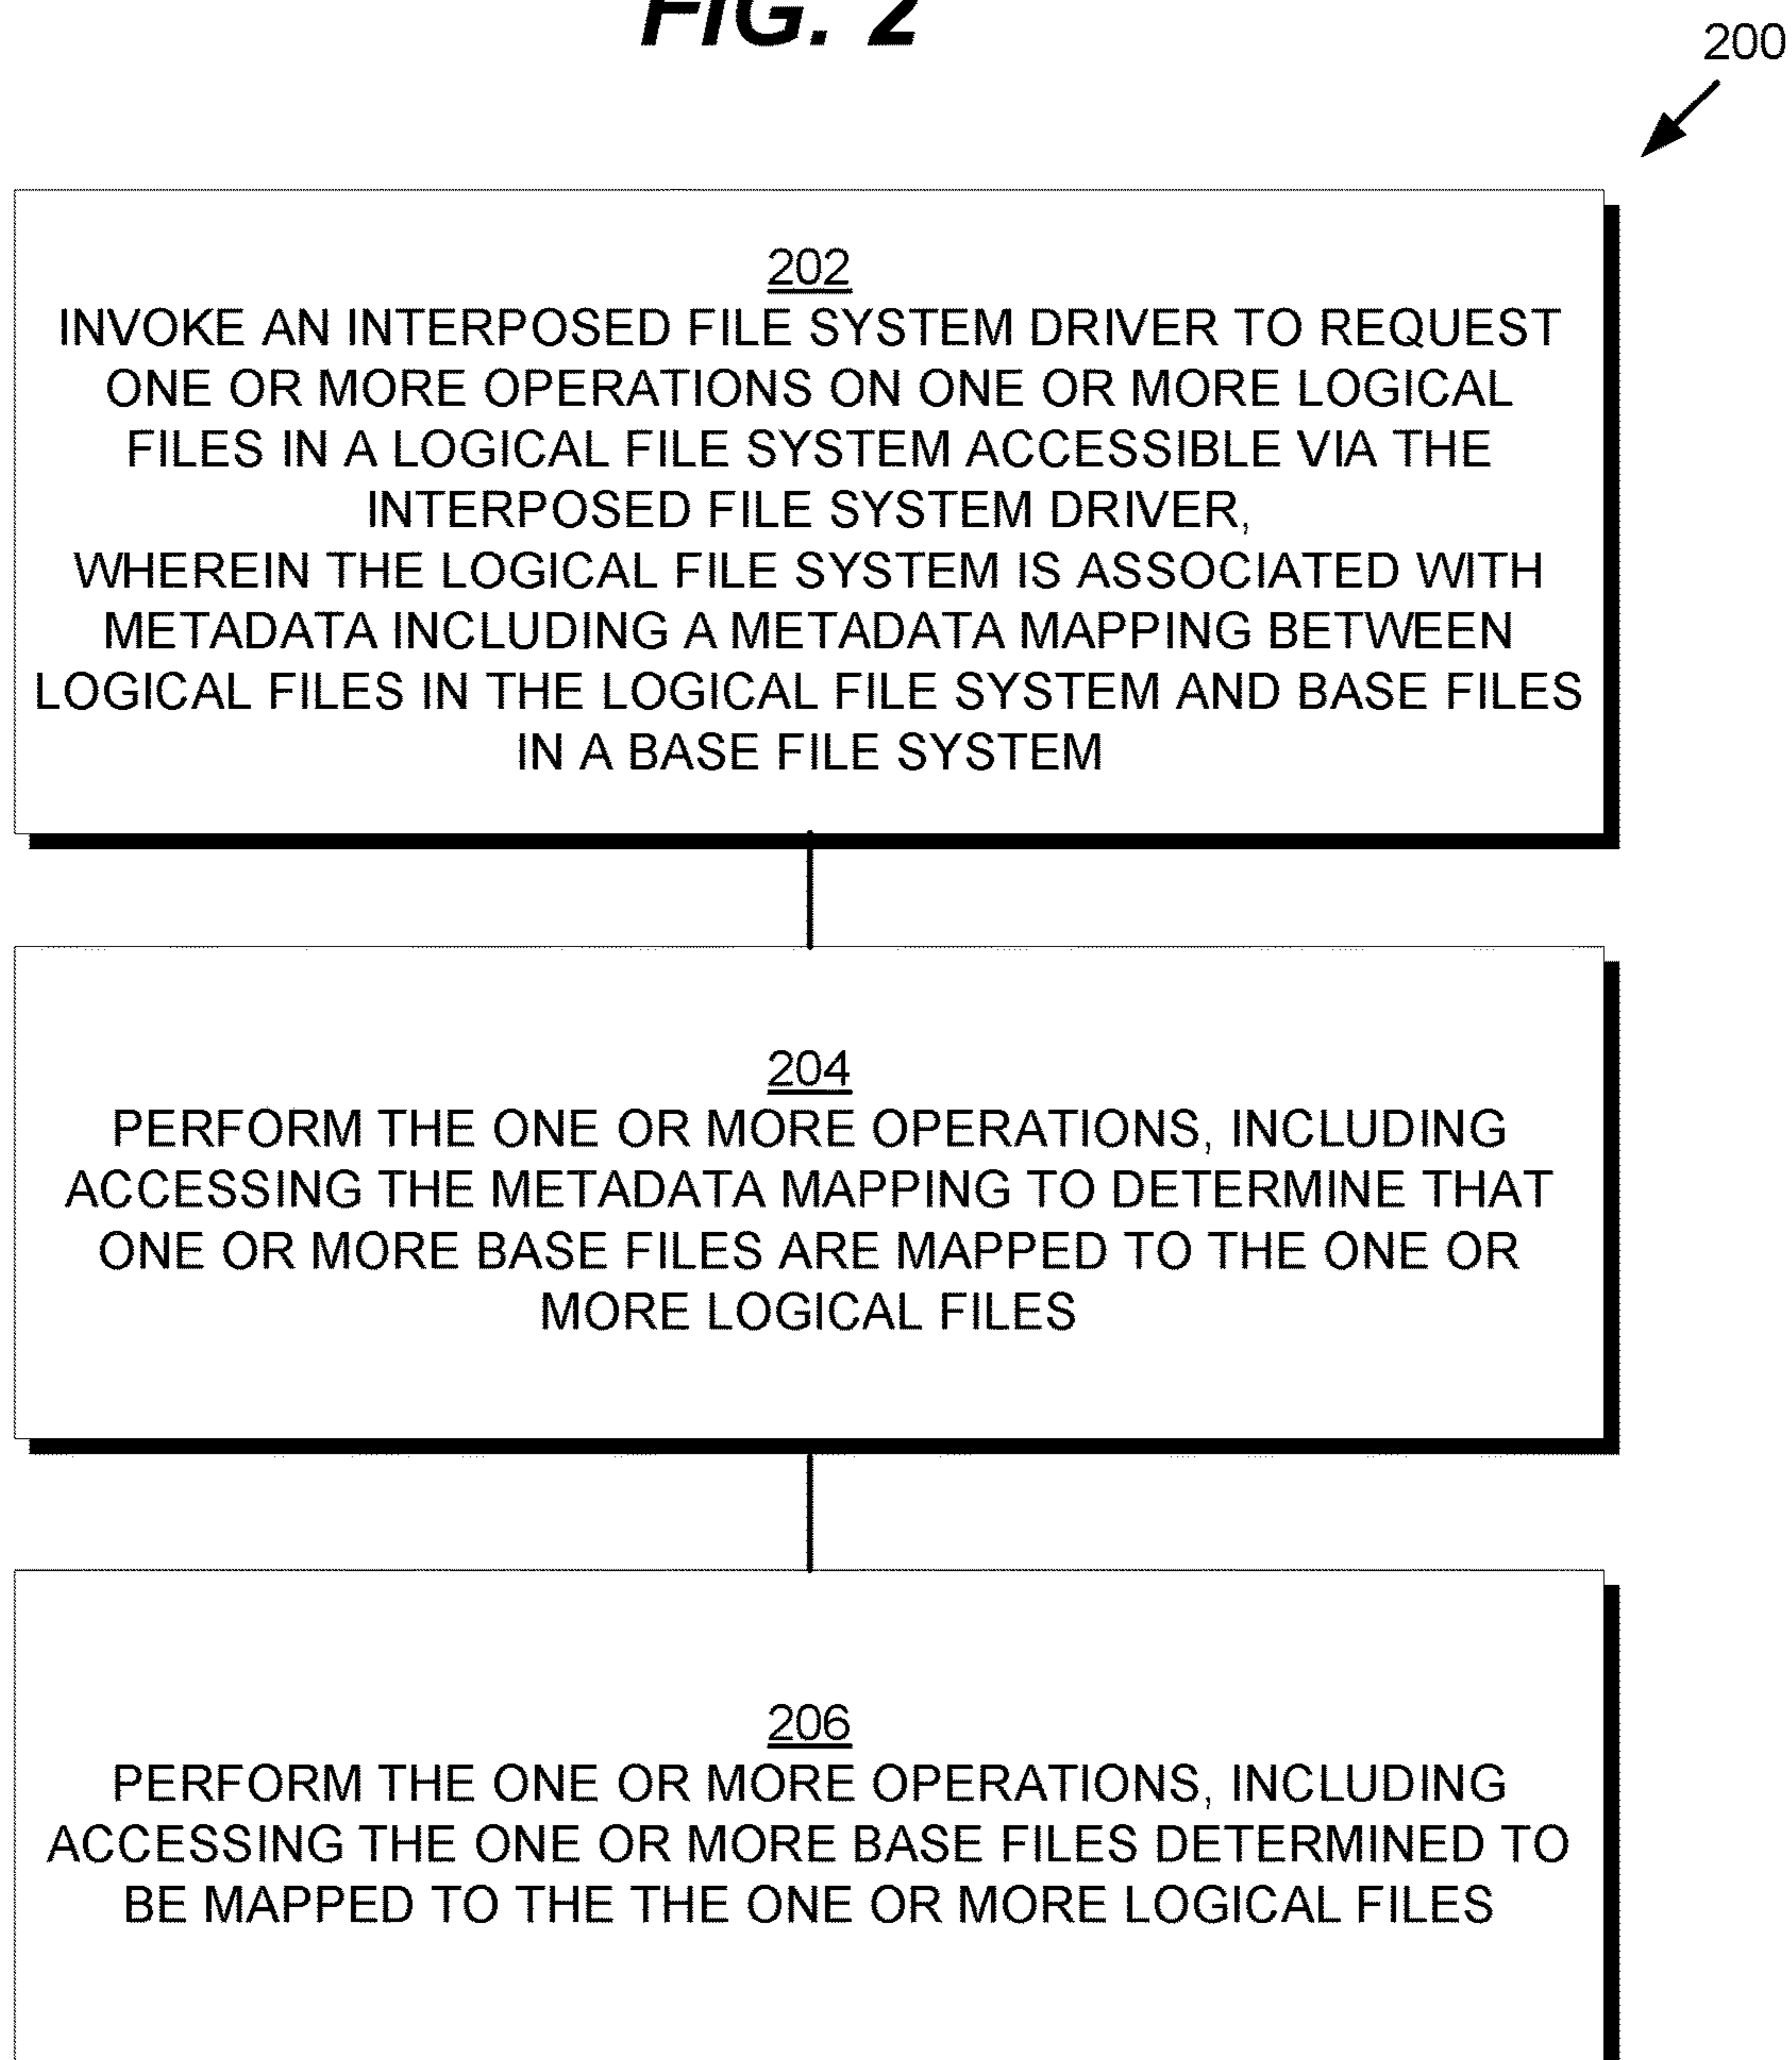 FIG. 2
200
202
INVOKE AN INTERPOSED FILE SYSTEM DRIVER TO REQUEST
ONE OR MORE OPERATIONS ON ONE OR MORE LOGICAL
FILES IN A LOGICAL FILE SYSTEM ACCESSIBLE VIA THE
INTERPOSED FILE SYSTEM DRIVER,
WHEREIN THE LOGICAL FILE SYSTEM IS ASSOCIATED WITH
METADATA INCLUDING A METADATA MAPPING BETWEEN
LOGICAL FILES IN THE LOGICAL FILE SYSTEM AND BASE FILES
IN A BASE FILE SYSTEM
204
PERFORM THE ONE OR MORE OPERATIONS, INCLUDING
ACCESSING THE METADATA MAPPING TO DETERMINE THAT
ONE OR MORE BASE FILES ARE MAPPED TO THE ONE OR
MORE LOGICAL FILES
206
PERFORM THE ONE OR MORE OPERATIONS, INCLUDING
ACCESSING THE ONE OR MORE BASE FILES DETERMINED TO
BE MAPPED TO THE THE ONE OR MORE LOGICAL FILES